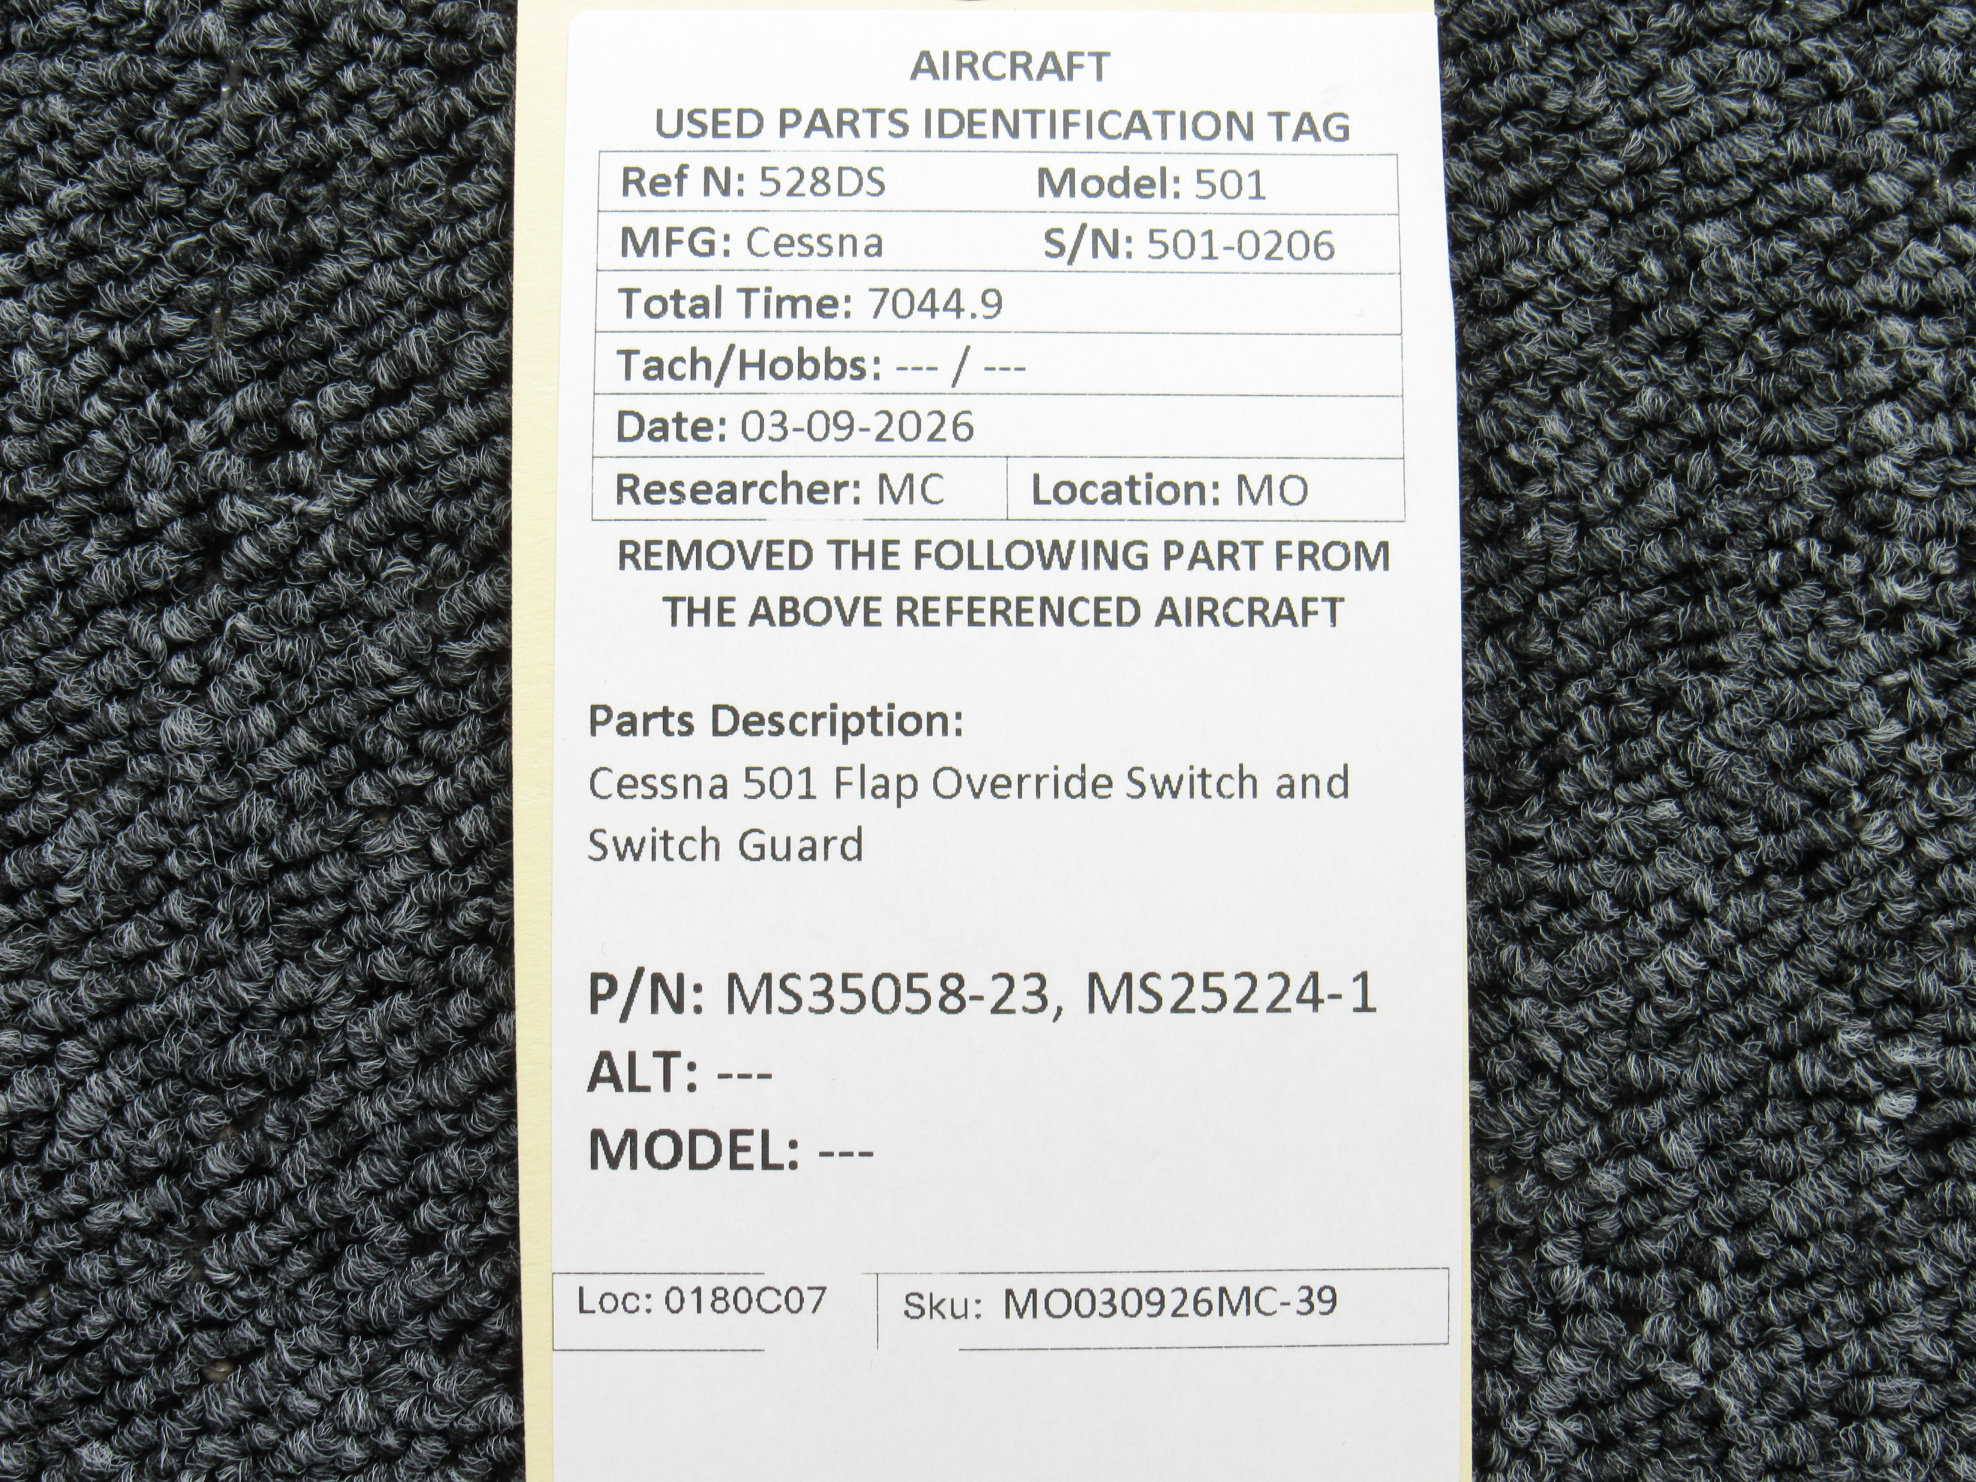 AIRCRAFT
USED PARTS IDENTIFICATION TAG
Ref N: 528DS Model: 501
MFG: Cessna S/N: 501-0206
Total Time: 7044.9
Tach/Hobbs: --- / ---
Date: 03-09-2026
Researcher: MC Location: MO
REMOVED THE FOLLOWING PART FROM
THE ABOVE REFERENCED AIRCRAFT
Parts Description:
Cessna 501 Flap Override Switch and
Switch Guard
P/N: MS35058-23, MS25224-1
ALT: ---
MODEL: ---
Loc: 0180C07 Sku: MO030926MC-39